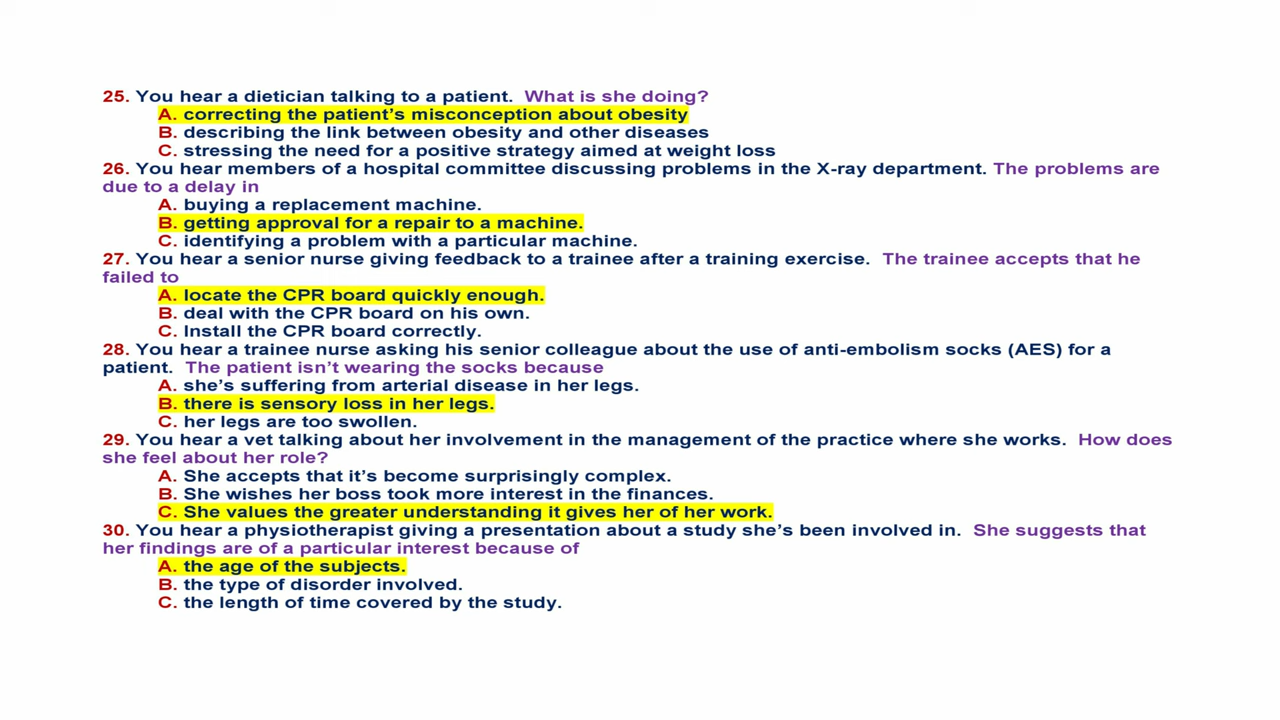 25. You hear a dietician talking to a patient. What is she doing?
A. correcting the patient's misconception about obesity
B. describing the link between obesity and other diseases
C. stressing the need for a positive strategy aimed at weight loss
26. You hear members of a hospital committee discussing problems in the X-ray department. The problems are
due to a delay in
A. buying a replacement machine.
B. getting approval for a repair to a machine.
C. identifying a problem with a particular machine.
27. You hear a senior nurse giving feedback to a trainee after a training exercise. The trainee accepts that he
failed to
A. locate the CPR board quickly enough.
B. deal with the CPR board on his own.
C. Install the CPR board correctly.
28. You hear a trainee nurse asking his senior colleague about the use of anti-embolism socks (AES) for a
patient. The patient isn't wearing the socks because
A. she's suffering from arterial disease in her legs.
B. there is sensory loss in her legs.
C. her legs are too swollen.
29. You hear a vet talking about her involvement in the management of the practice where she works. How does
she feel about her role?
A. She accepts that it's become surprisingly complex.
B. She wishes her boss took more interest in the finances.
C. She values the greater understanding it gives her of her work.
30. You hear a physiotherapist giving a presentation about a study she's been involved in. She suggests that
her findings are of a particular interest because of
A. the age of the subjects.
B. the type of disorder involved.
C. the length of time covered by the study.